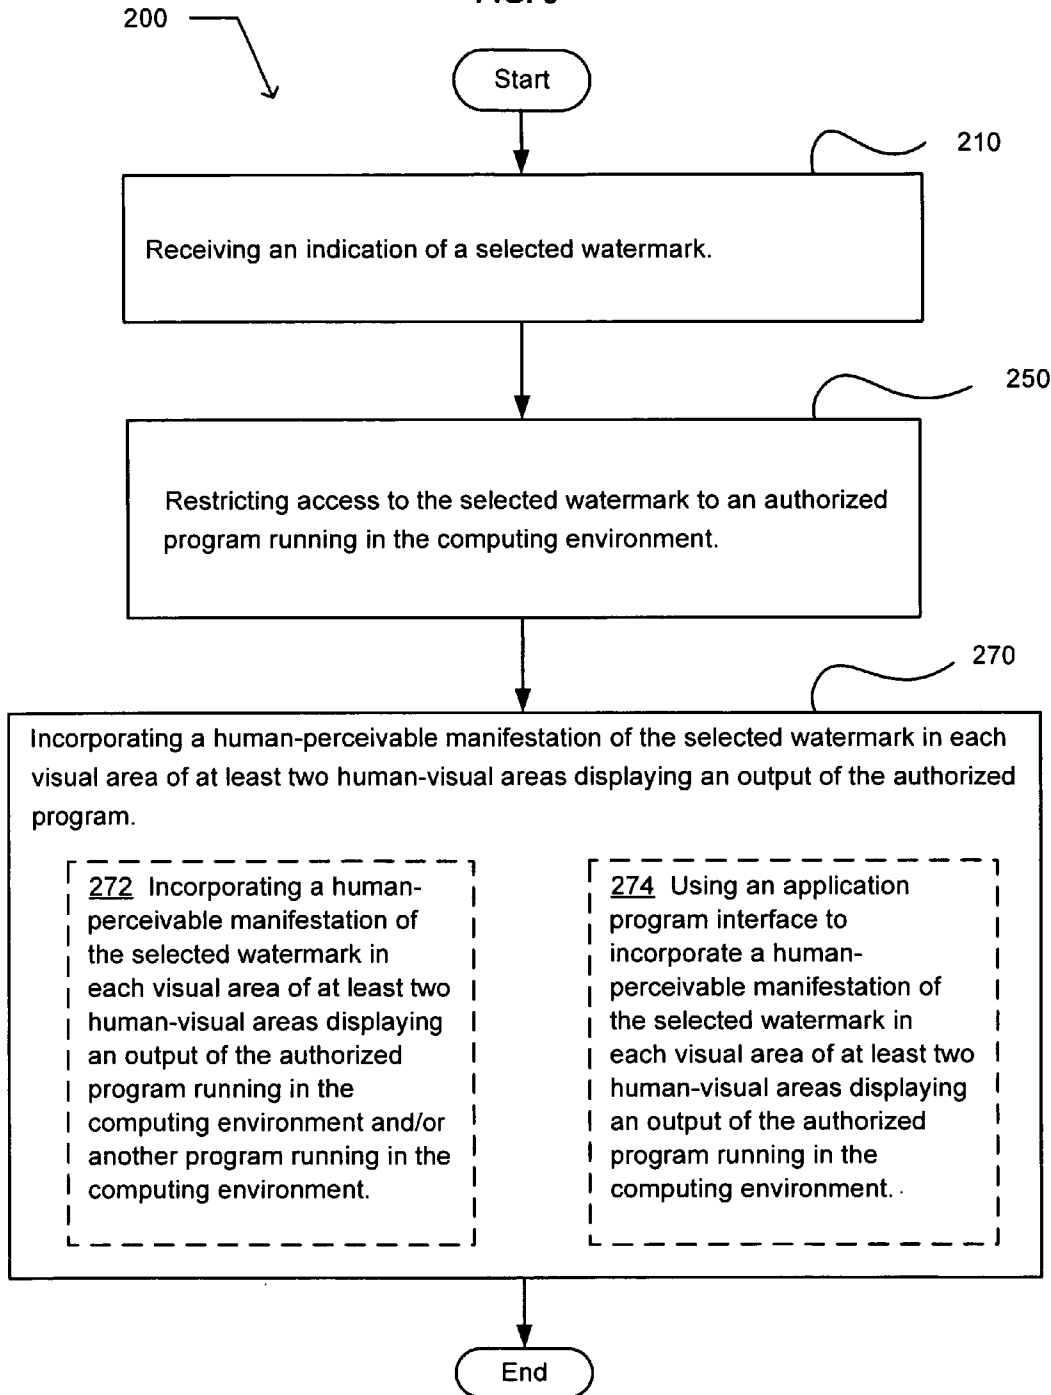 200
Start
210
Receiving an indication of a selected watermark.
250
Restricting access to the selected watermark to an authorized
program running in the computing environment.
270
Incorporating a human-perceivable manifestation of the selected watermark in each
visual area of at least two human-visual areas displaying an output of the authorized
program.
272 Incorporating a human-
perceivable manifestation of
the selected watermark in
each visual area of at least two
human-visual areas displaying
an output of the authorized
program running in the
computing environment and/or
another program running in the
computing environment.
274 Using an application
program interface to
incorporate a human-
perceivable manifestation of
the selected watermark in
each visual area of at least two
human-visual areas displaying
an output of the authorized
program running in the
computing environment.
End